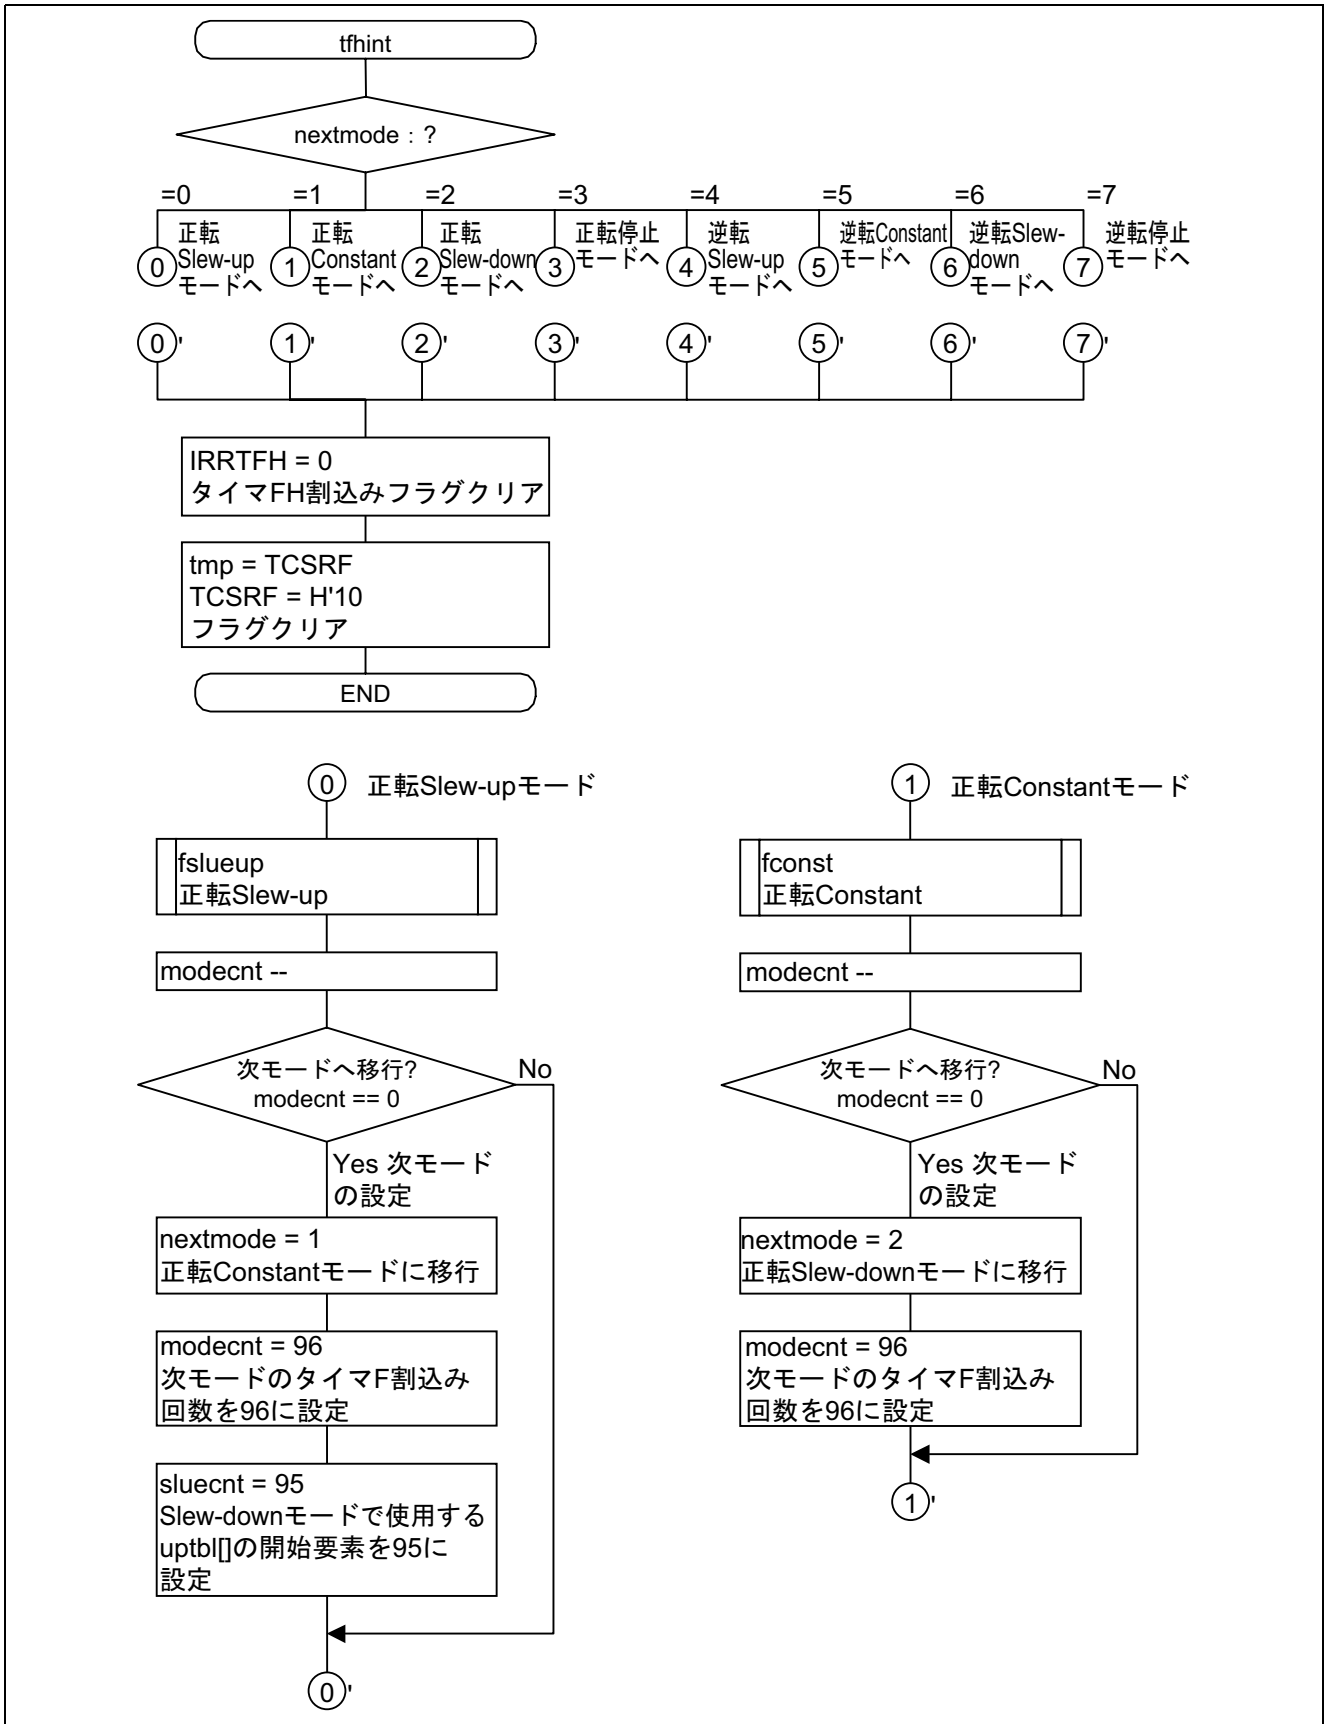 tfhint
nextmode：?
=0
=1
=2
=3
=4
=5
=6
=7
0
正転
Slew-up
モードへ
1
正転
Constant
モードへ
2
正転
Slew-down
モードへ
3
正転停止
モードへ
4
逆転
Slew-up
モードへ
5
逆転Constant
モードへ
6
逆転Slew-
down
モードへ
7
逆転停止
モードへ
0'
1'
2'
3'
4'
5'
6'
7'
IRRTFH = 0
タイマFH割込みフラグクリア
tmp = TCSRF
TCSRF = H'10
フラグクリア
END
0 正転Slew-upモード
fslueup
正転Slew-up
modecnt --
次モードへ移行?
modecnt == 0
No
Yes 次モード
の設定
nextmode = 1
正転Constantモードに移行
modecnt = 96
次モードのタイマF割込み
回数を96に設定
sluecnt = 95
Slew-downモードで使用する
uptbl[]の開始要素を95に
設定
0'
1 正転Constantモード
fconst
正転Constant
modecnt --
次モードへ移行?
modecnt == 0
No
Yes 次モード
の設定
nextmode = 2
正転Slew-downモードに移行
modecnt = 96
次モードのタイマF割込み
回数を96に設定
1'